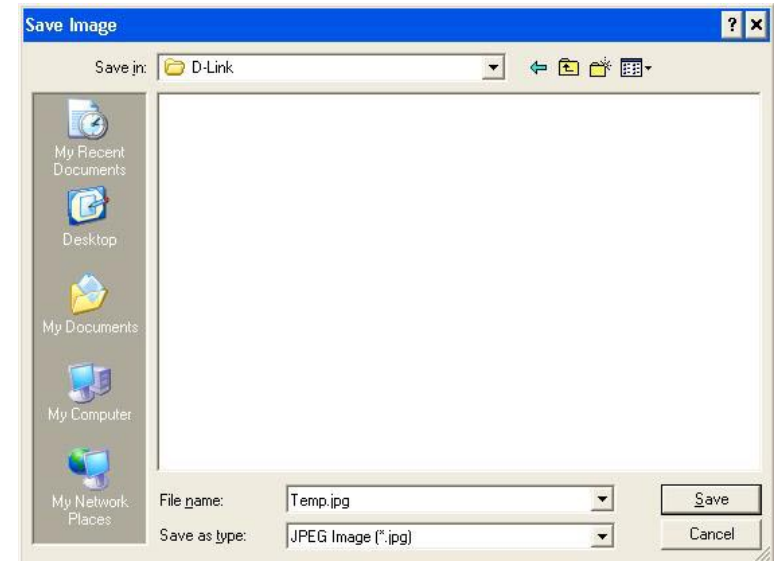 Save Image
Save in: D-Link
My Recent
Documents
Desktop
My Documents
My Computer
My Network
Places
File name: Temp.jpg Save
Save as type: JPEG Image (*.jpg) Cancel